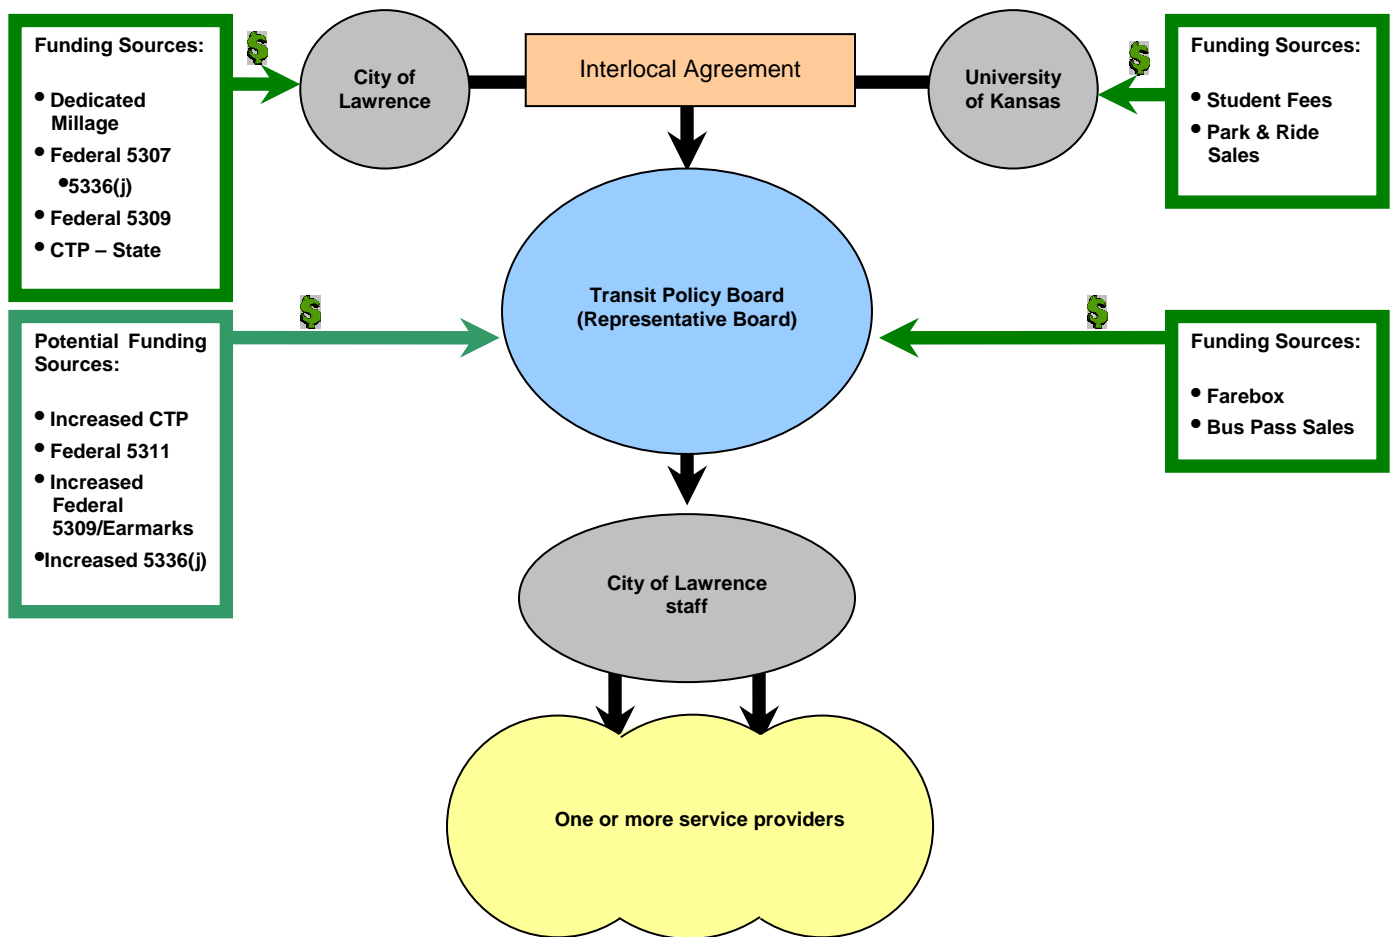 Funding Sources:
• Dedicated
Millage
• Federal 5307
•5336(j)
• Federal 5309
• CTP – State
$
City of
Lawrence
Interlocal Agreement
University
of Kansas
$
Funding Sources:
• Student Fees
• Park & Ride
Sales
Potential Funding
Sources:
• Increased CTP
• Federal 5311
• Increased
Federal
5309/Earmarks
•Increased 5336(j)
$
Transit Policy Board
(Representative Board)
$
Funding Sources:
• Farebox
• Bus Pass Sales
City of Lawrence
staff
One or more service providers